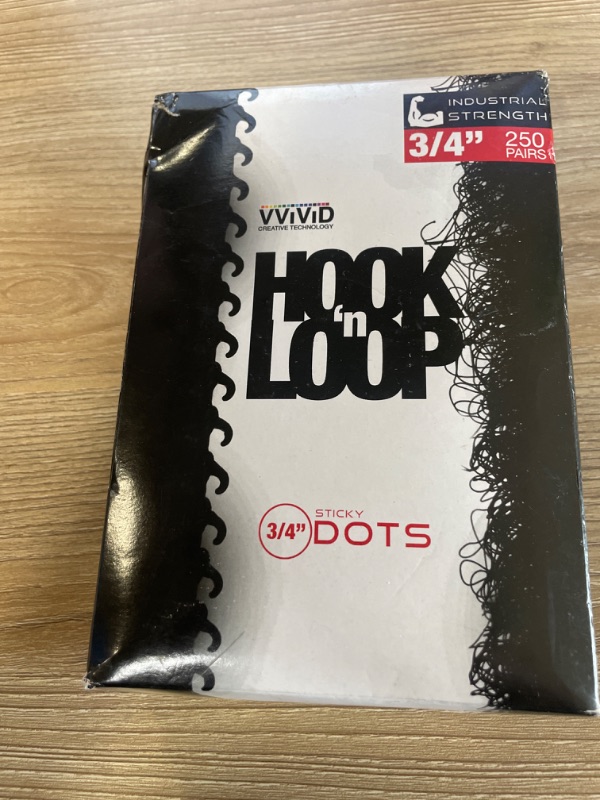 INDUSTRIAL
STRENGTH
3/4” 250
PAIRS
VViViD
CREATIVE TECHNOLOGY
HOOK
‘n
LOOP
3/4” STICKY
DOTS